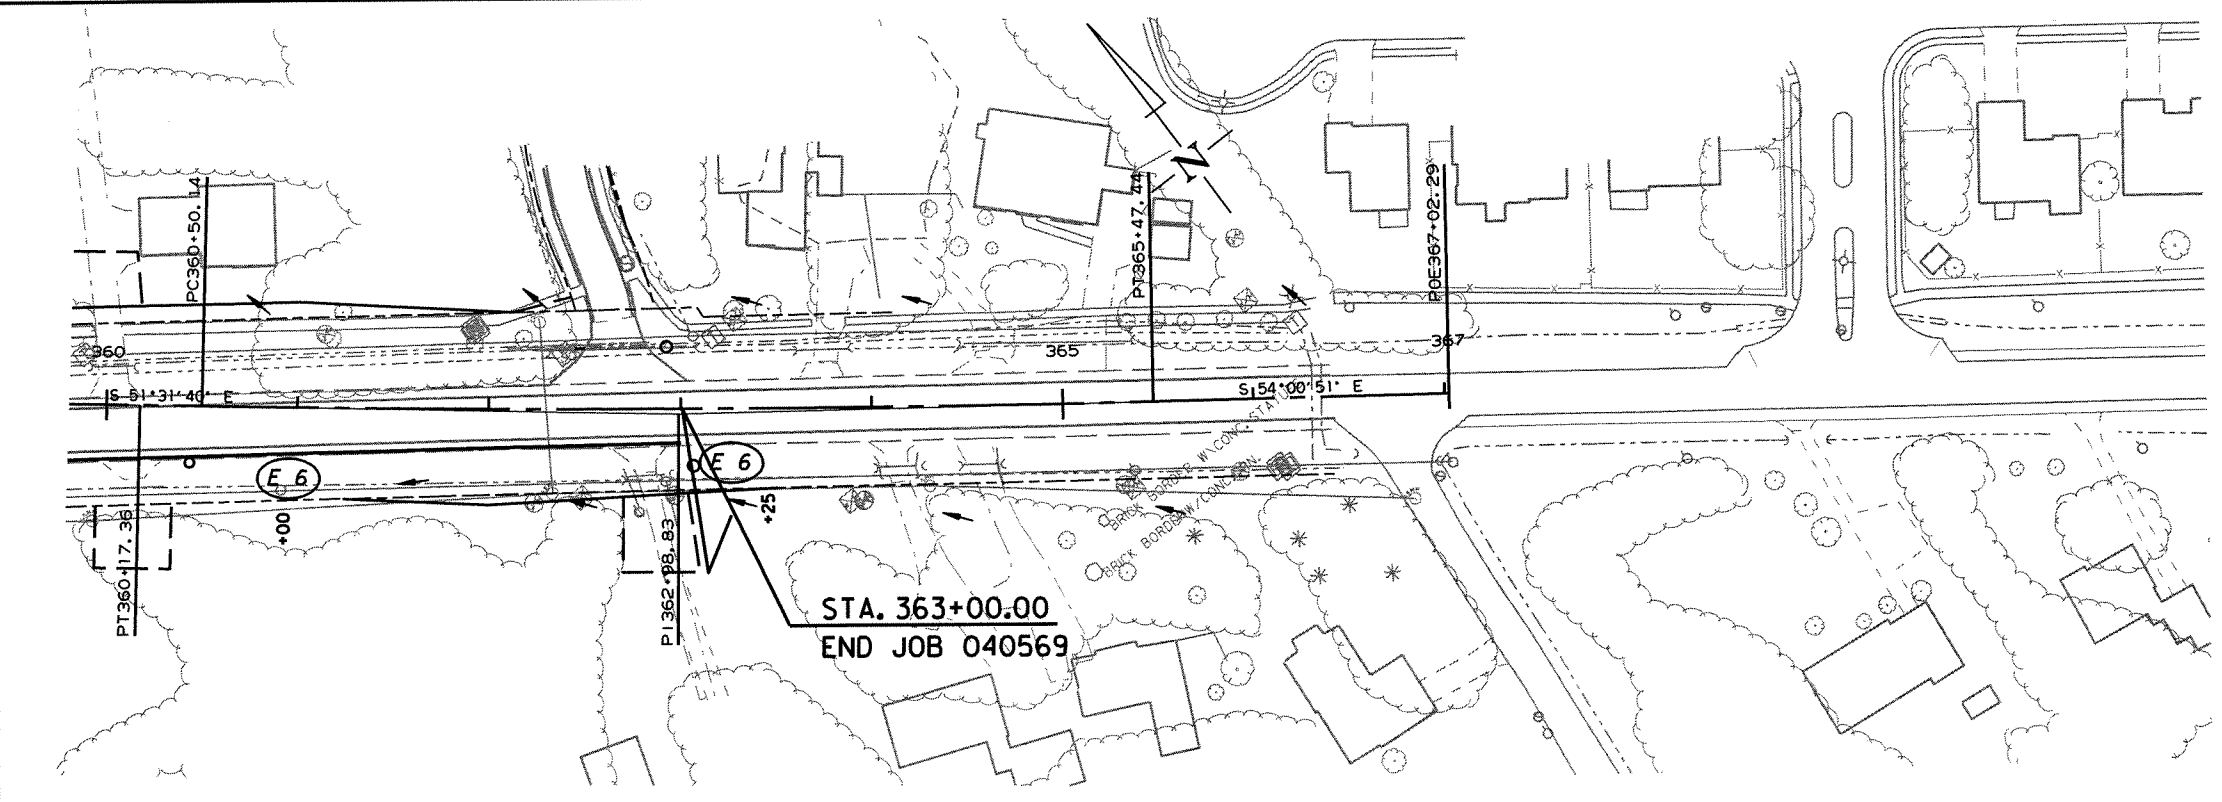 PC360+50.14
N
PT365+47.44
POE367+02.29
360
365
367
S 51°31'40" E
S 54°00'51" E
E 6
E 6
+00
+25
PT360+17.36
PI362+98.83
BRICK BORDER W\CONC.STATUE
BRICK BORDER W/CONC.
STA. 363+00.00
END JOB 040569